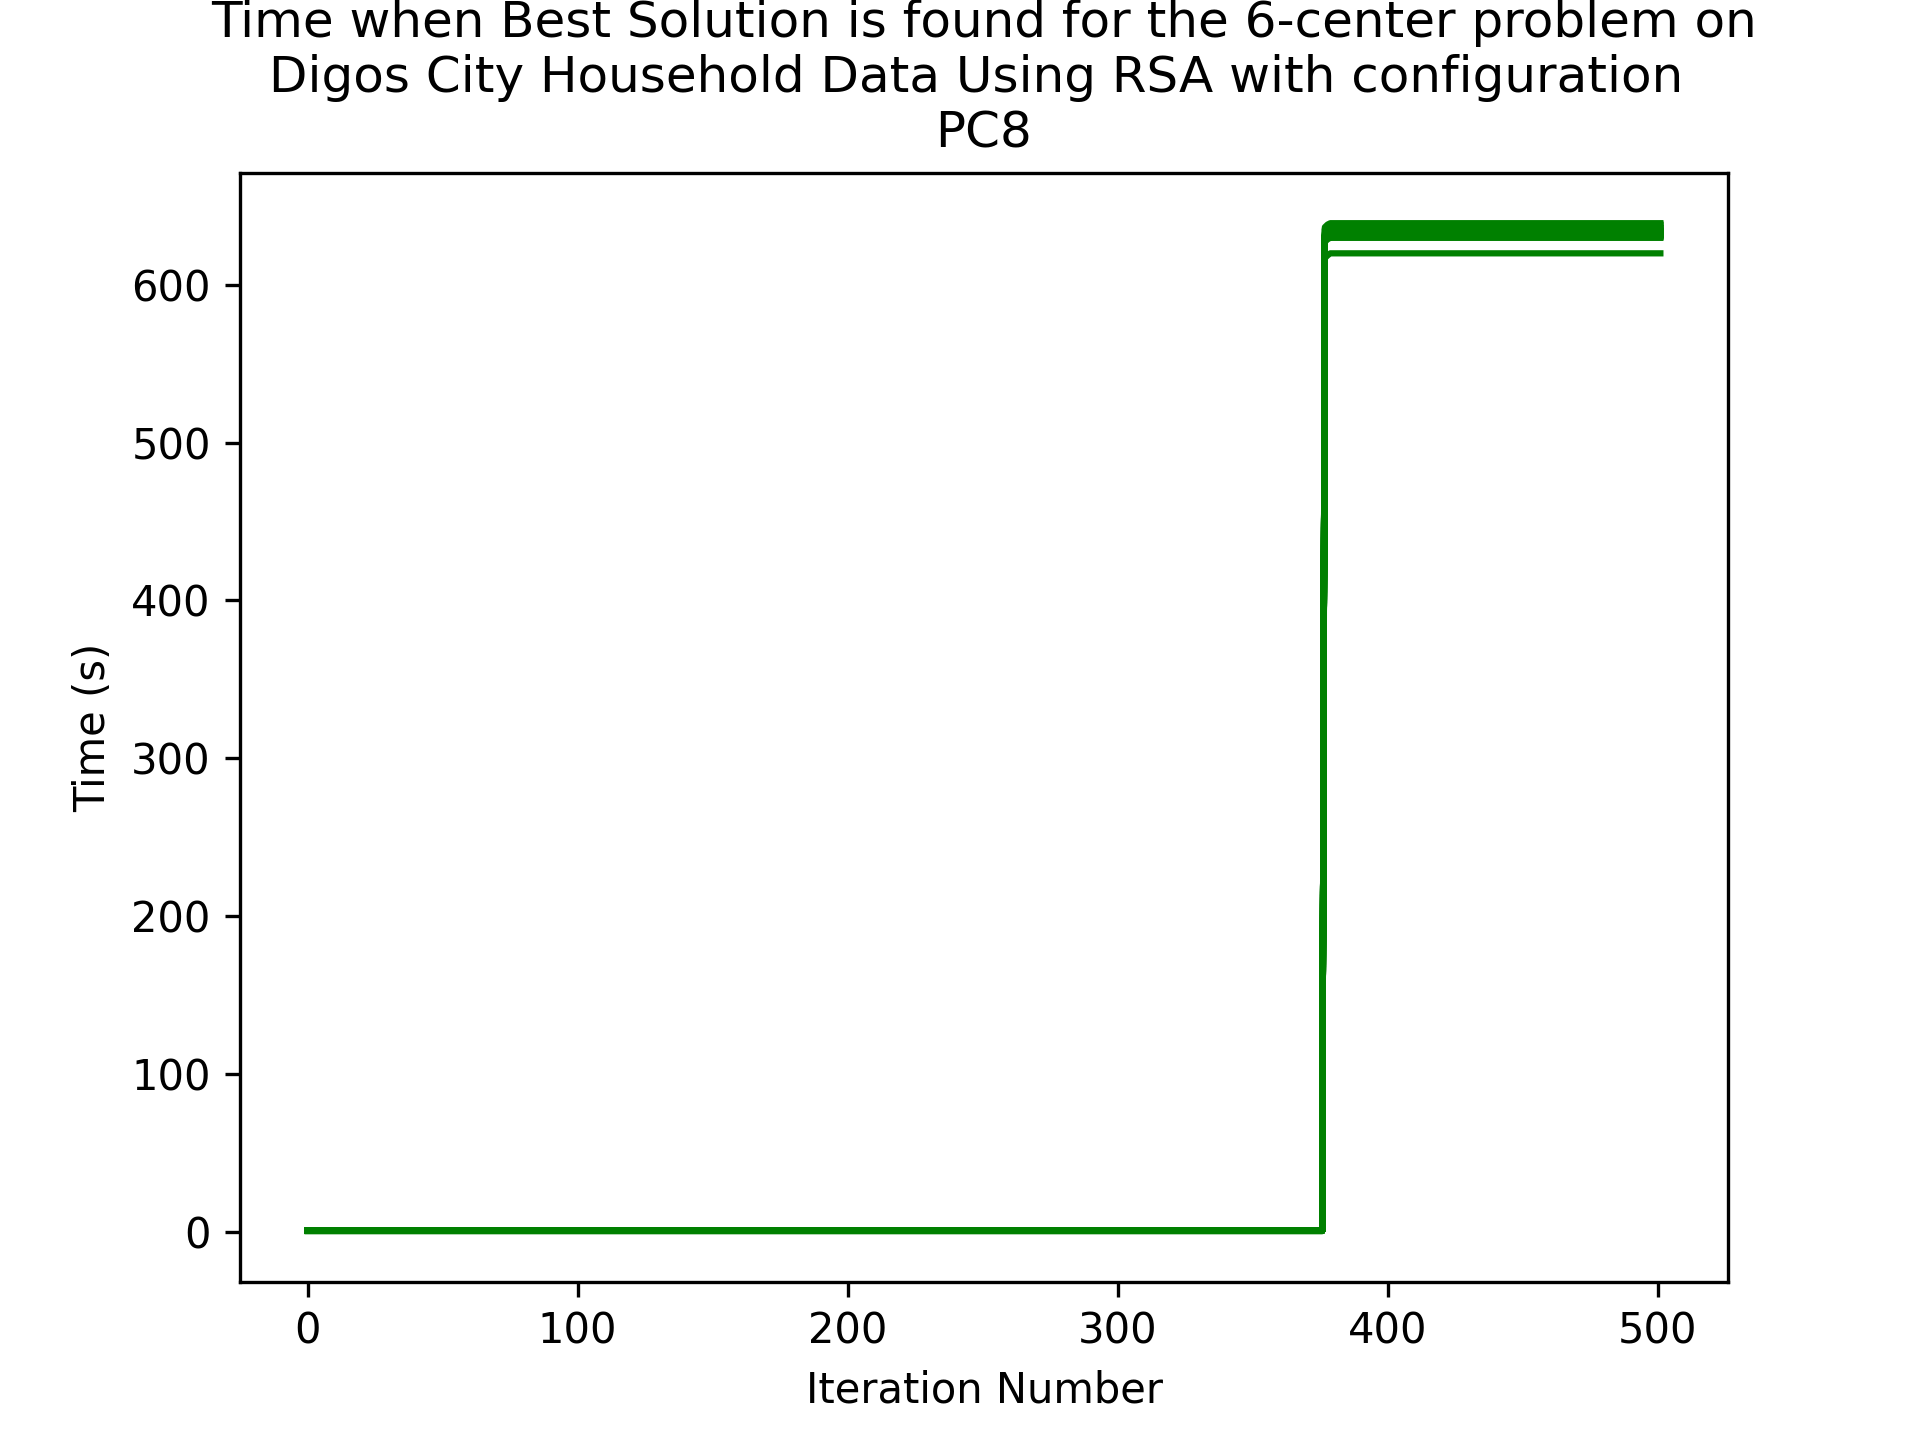 Time when Best Solution is found for the 6-center problem on
Digos City Household Data Using RSA with configuration
PC8
600
500
400
300
200
100
0
Time (s)
0 100 200 300 400 500
Iteration Number